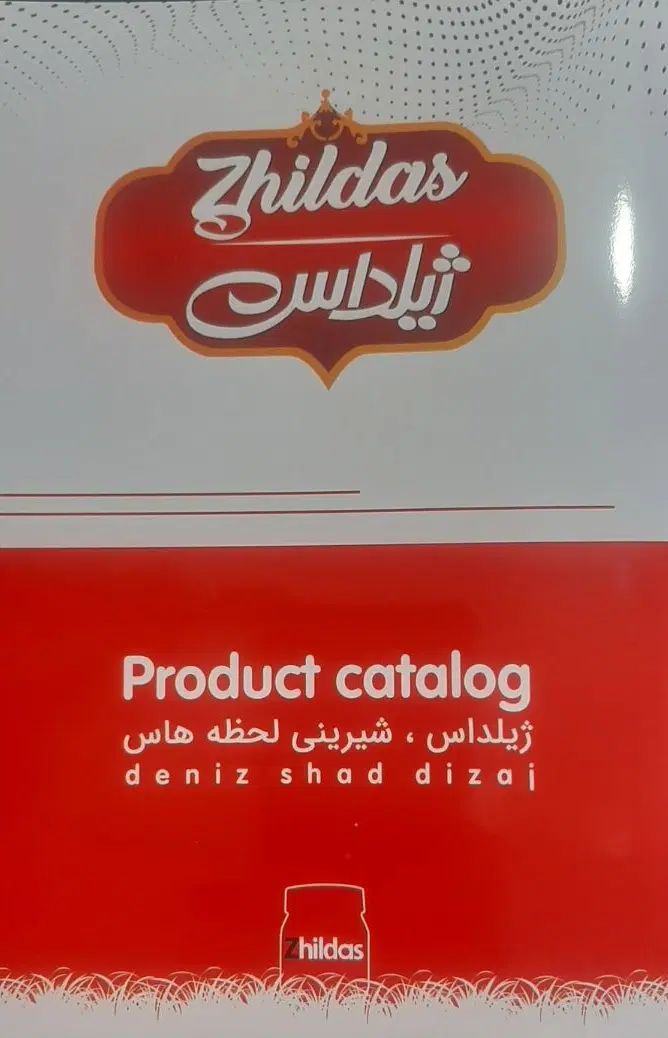 Zhildas
ژیلداس
Product catalog
ژیلداس ، شیرینی لحظه هاس
deniz shad dizaj
Zhildas